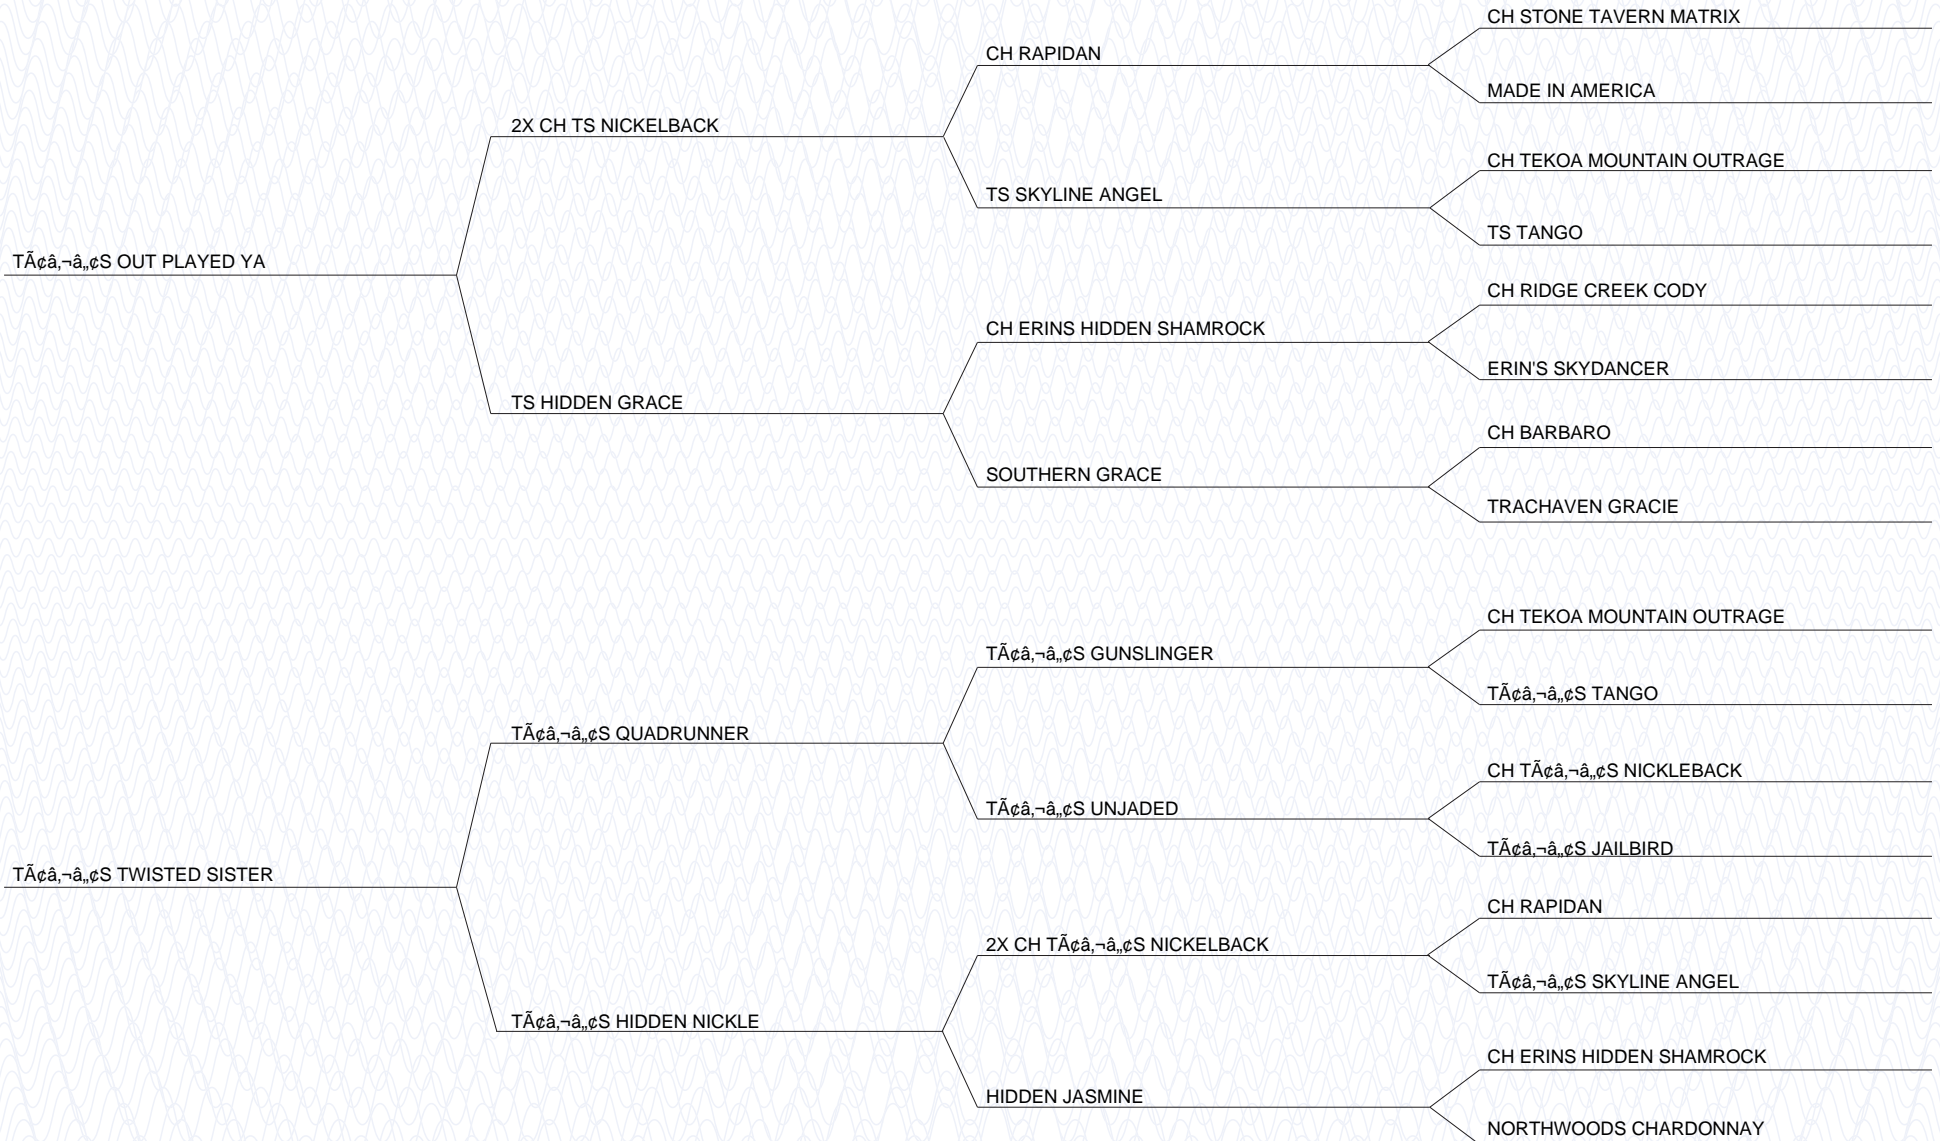 CH STONE TAVERN MATRIX
CH RAPIDAN
MADE IN AMERICA
2X CH TS NICKELBACK
CH TEKOA MOUNTAIN OUTRAGE
TS SKYLINE ANGEL
TS TANGO
TÃ¢â‚¬â„¢S OUT PLAYED YA
CH RIDGE CREEK CODY
CH ERINS HIDDEN SHAMROCK
ERIN'S SKYDANCER
TS HIDDEN GRACE
CH BARBARO
SOUTHERN GRACE
TRACHAVEN GRACIE
CH TEKOA MOUNTAIN OUTRAGE
TÃ¢â‚¬â„¢S GUNSLINGER
TÃ¢â‚¬â„¢S TANGO
TÃ¢â‚¬â„¢S QUADRUNNER
CH TÃ¢â‚¬â„¢S NICKLEBACK
TÃ¢â‚¬â„¢S UNJADED
TÃ¢â‚¬â„¢S JAILBIRD
TÃ¢â‚¬â„¢S TWISTED SISTER
CH RAPIDAN
2X CH TÃ¢â‚¬â„¢S NICKELBACK
TÃ¢â‚¬â„¢S SKYLINE ANGEL
TÃ¢â‚¬â„¢S HIDDEN NICKLE
CH ERINS HIDDEN SHAMROCK
HIDDEN JASMINE
NORTHWOODS CHARDONNAY